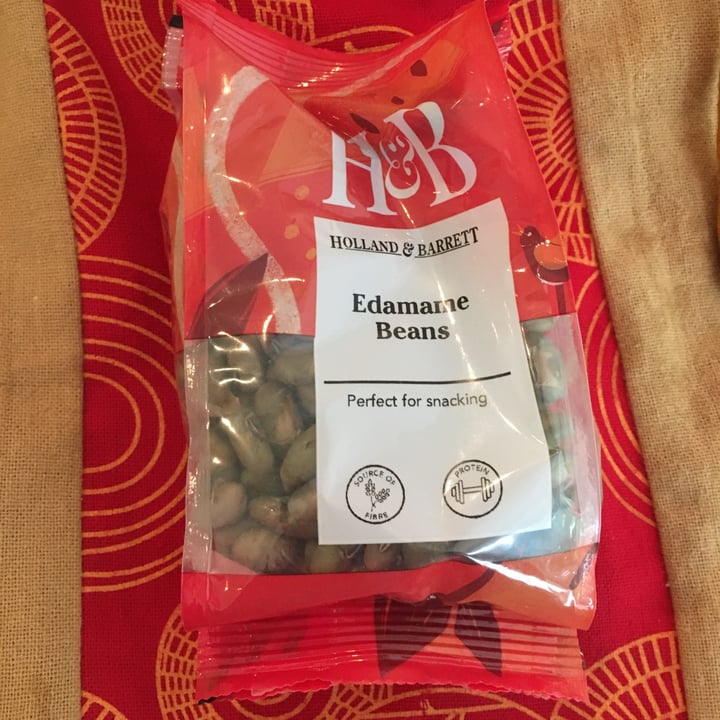 H&B
HOLLAND & BARRETT
Edamame
Beans
Perfect for snacking
SOURCE OF
FIBRE
PROTEIN